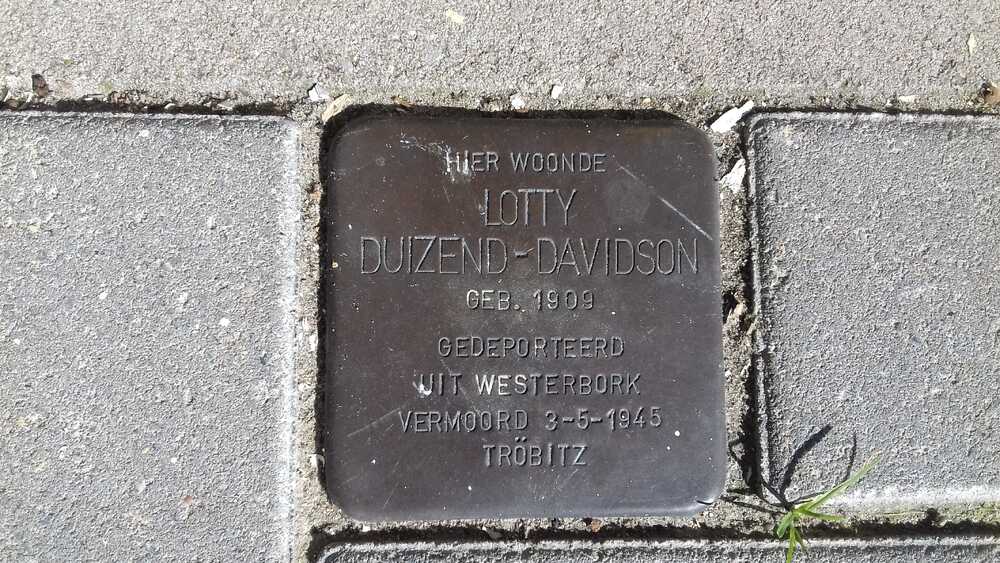 HIER WOONDE
LOTTY
DUIZEND-DAVIDSON
GEB. 1909
GEDEPORTEERD
UIT WESTERBORK
VERMOORD 3-5-1945
TRÖBITZ